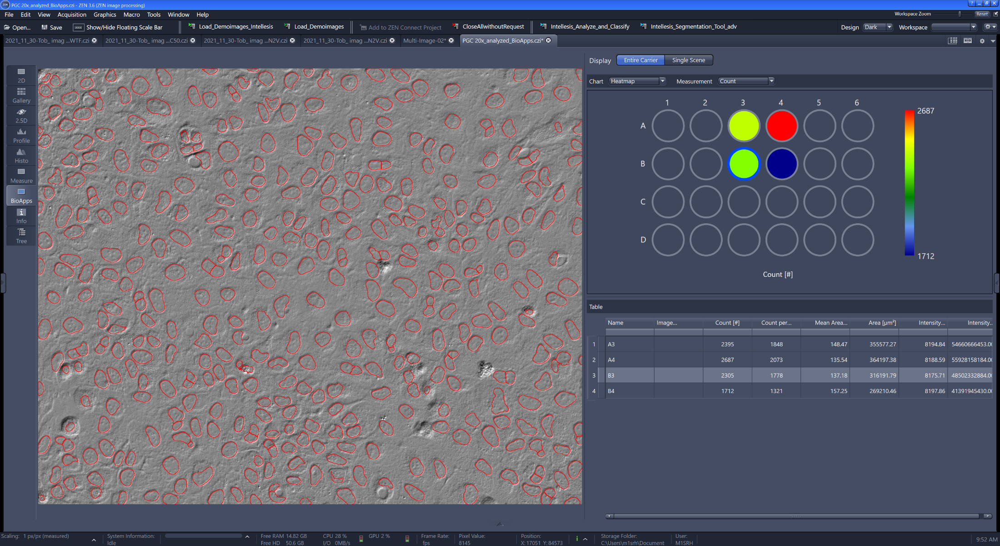 ZEN PGC 20x_analyzed_BioApps.czi - ZEN 3.6 (ZEN image processing)
File Edit View Acquisition Graphics Macro Tools Window Help Workspace Zoom Reset
Open... Save Show/Hide Floating Scale Bar Load_Demoimages_Intellesis Load_Demoimages Add to ZEN Connect Project CloseAllwithoutRequest Intellesis_Analyze_and_Classify Intellesis_Segmentation_Tool_adv Design Dark Workspace
2021_11_30-Tob_ imag ...WTF.czi 2021_11_30-Tob_ imag ...C50.czi 2021_11_30-Tob_ imag ...N2V.czi 2021_11_30-Tob_ imag ...N2V.czi Multi-Image-02* PGC 20x_analyzed_BioApps.czi*
2D
Gallery
2.5D
Profile
Histo
Measure
BioApps
Info
Tree
Display Entire Carrier Single Scene
Chart Heatmap Measurement Count
1 2 3 4 5 6
A
B
C
D
2687
1712
Count [#]
Table
Name Image... Count [#] Count per... Mean Area... Area [µm²] Intensity... Intensity..
1 A3 2395 1848 148.47 355577.27 8194.84 54660666453.0
2 A4 2687 2073 135.54 364197.38 8188.59 55928158184.0
3 B3 2305 1778 137.18 316191.79 8175.71 48502332884.0
4 B4 1712 1321 157.25 269210.46 8197.86 41391945430.0
Scaling: 1 px/px (measured) System Information: Free RAM 14.82 GB CPU 28 % GPU 2 % Frame Rate: Pixel Value: Position: Storage Folder: User:
Idle Free HD 50.6 GB I/O 0MB/s fps 8145 X: 17051 Y: 84573 C:\Users\m1srh\Document M1SRH
9:52 AM